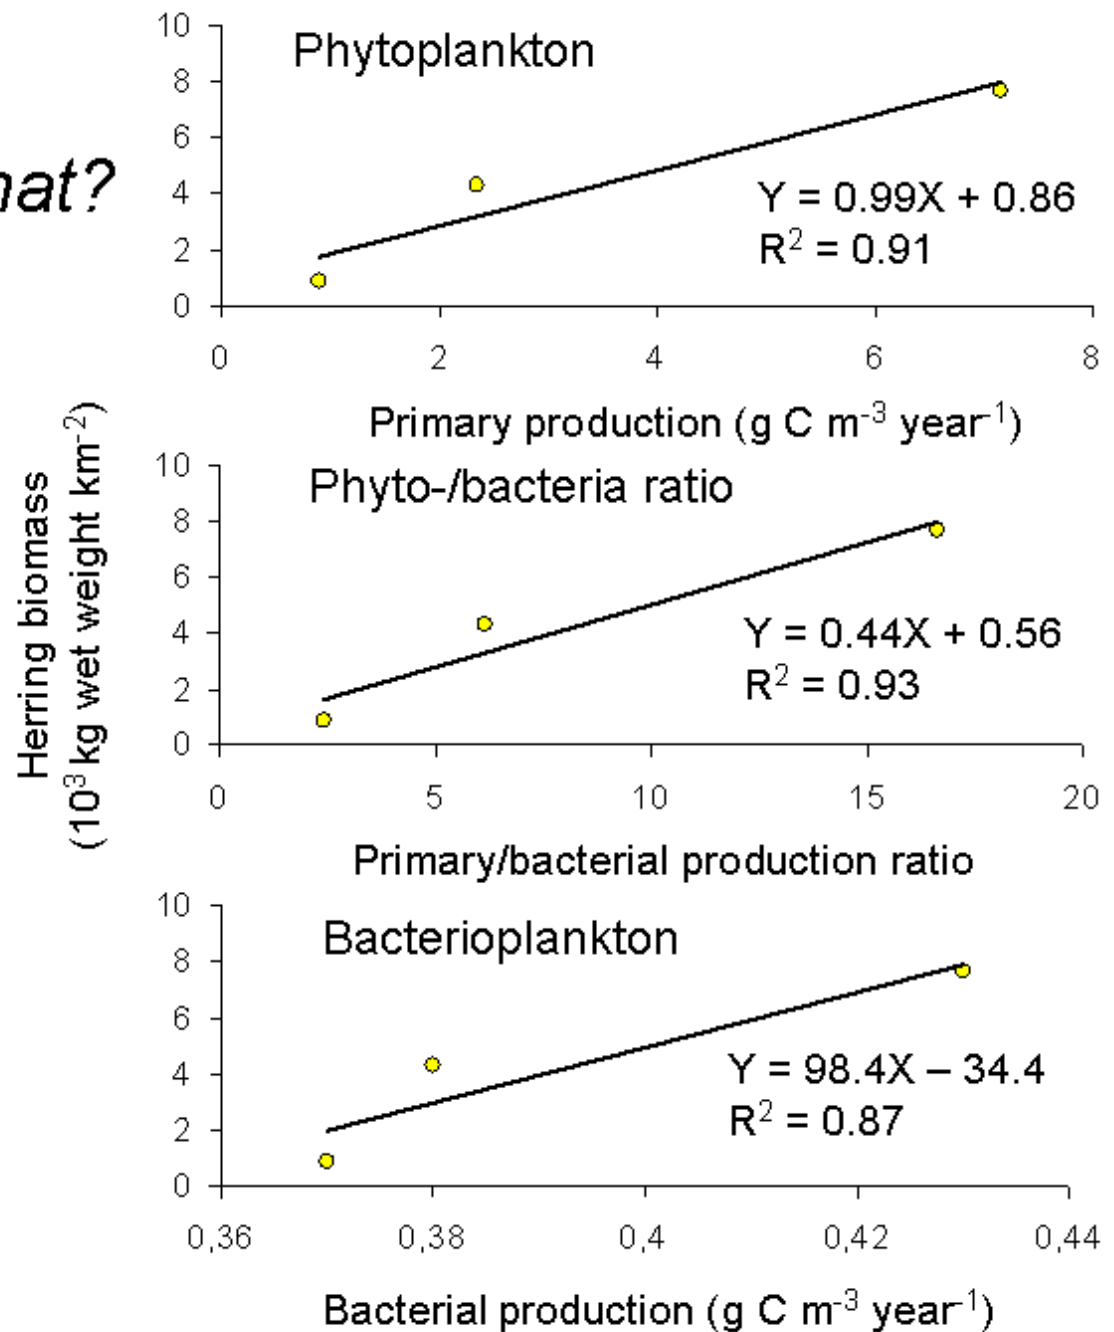 10
Phytoplankton
8
6
4
2
0
Y = 0.99X + 0.86
R² = 0.91
0 2 4 6 8
Primary production (g C m⁻³ year⁻¹)
Herring biomass
(10³ kg wet weight km⁻²)
10
Phyto-/bacteria ratio
8
6
4
2
0
Y = 0.44X + 0.56
R² = 0.93
0 5 10 15 20
Primary/bacterial production ratio
10
Bacterioplankton
8
6
4
2
0
Y = 98.4X – 34.4
R² = 0.87
0,36 0,38 0,4 0,42 0,44
Bacterial production (g C m⁻³ year⁻¹)